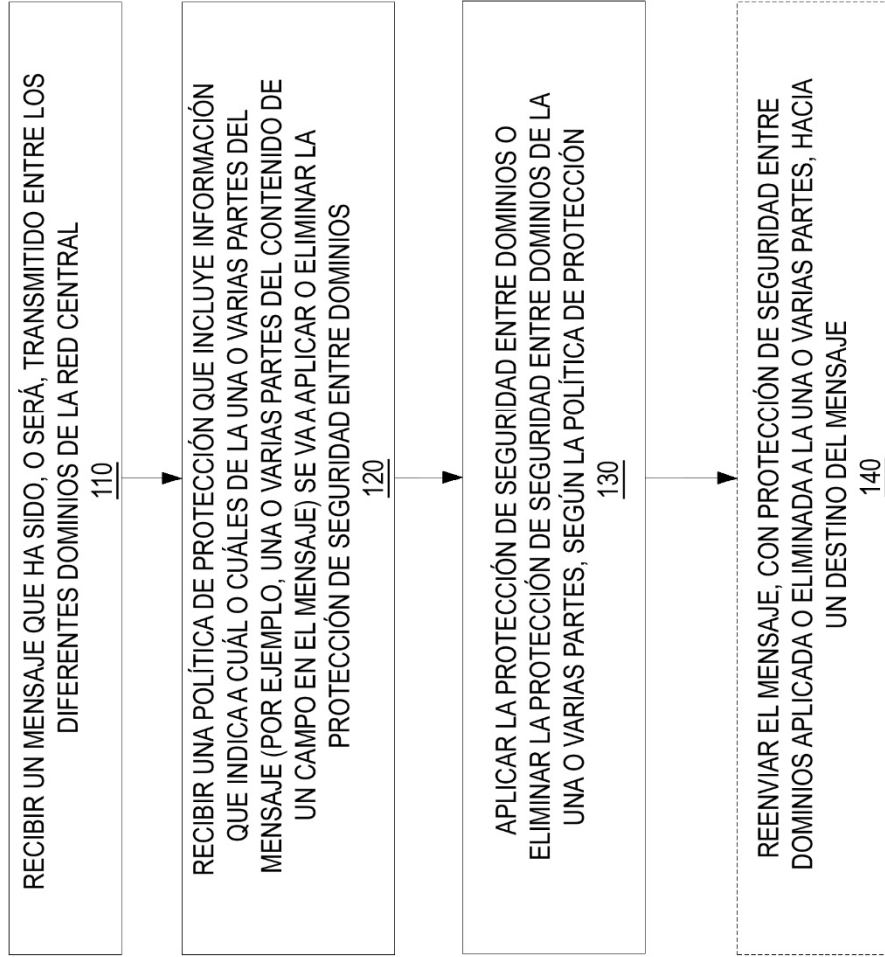 RECIBIR UN MENSAJE QUE HA SIDO, O SERÁ, TRANSMITIDO ENTRE LOS
DIFERENTES DOMINIOS DE LA RED CENTRAL
110
RECIBIR UNA POLÍTICA DE PROTECCIÓN QUE INCLUYE INFORMACIÓN
QUE INDICA A CUÁL O CUÁLES DE LA UNA O VARIAS PARTES DEL
MENSAJE (POR EJEMPLO, UNA O VARIAS PARTES DEL CONTENIDO DE
UN CAMPO EN EL MENSAJE) SE VA A APLICAR O ELIMINAR LA
PROTECCIÓN DE SEGURIDAD ENTRE DOMINIOS
120
APLICAR LA PROTECCIÓN DE SEGURIDAD ENTRE DOMINIOS O
ELIMINAR LA PROTECCIÓN DE SEGURIDAD ENTRE DOMINIOS DE LA
UNA O VARIAS PARTES, SEGÚN LA POLÍTICA DE PROTECCIÓN
130
REENVIAR EL MENSAJE, CON PROTECCIÓN DE SEGURIDAD ENTRE
DOMINIOS APLICADA O ELIMINADA A LA UNA O VARIAS PARTES, HACIA
UN DESTINO DEL MENSAJE
140